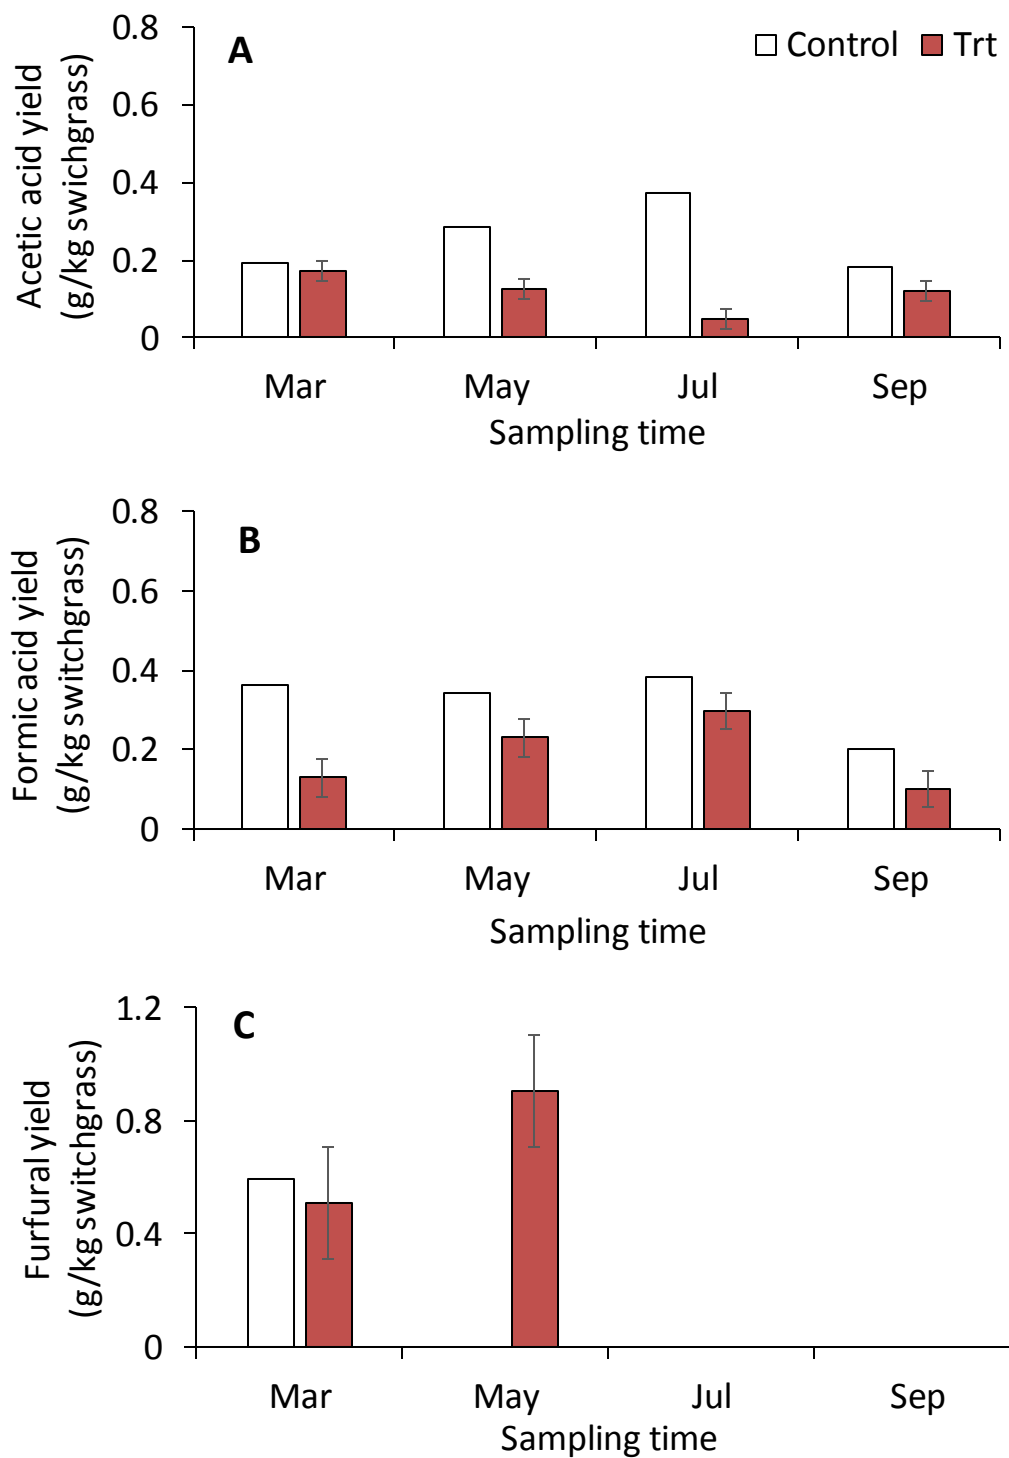 A
Control Trt
Acetic acid yield
(g/kg swichgrass)
0.8
0.6
0.4
0.2
0
Mar May Jul Sep
Sampling time
B
Formic acid yield
(g/kg switchgrass)
0.8
0.6
0.4
0.2
0
Mar May Jul Sep
Sampling time
C
Furfural yield
(g/kg switchgrass)
1.2
0.8
0.4
0
Mar May Jul Sep
Sampling time